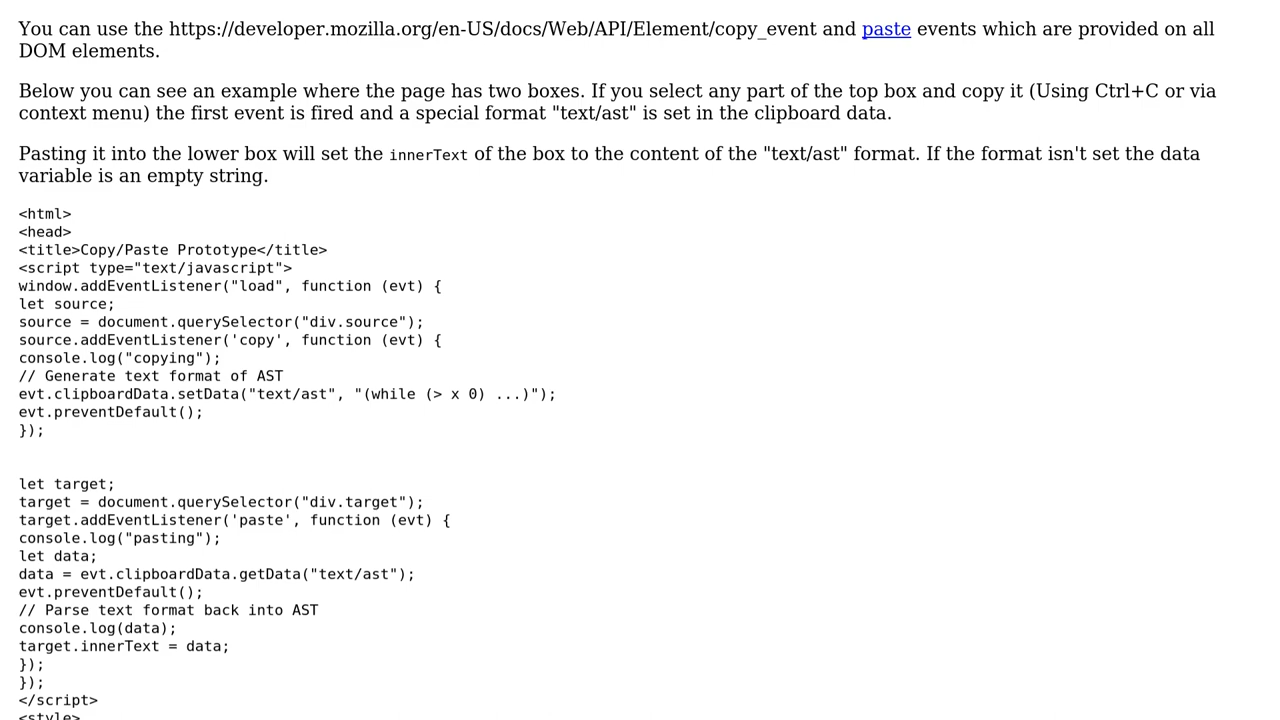 You can use the https://developer.mozilla.org/en-US/docs/Web/API/Element/copy_event and paste events which are provided on all
DOM elements.
Below you can see an example where the page has two boxes. If you select any part of the top box and copy it (Using Ctrl+C or via
context menu) the first event is fired and a special format "text/ast" is set in the clipboard data.
Pasting it into the lower box will set the innerText of the box to the content of the "text/ast" format. If the format isn't set the data
variable is an empty string.
<html>
<head>
<title>Copy/Paste Prototype</title>
<script type="text/javascript">
window.addEventListener("load", function (evt) {
let source;
source = document.querySelector("div.source");
source.addEventListener('copy', function (evt) {
console.log("copying");
// Generate text format of AST
evt.clipboardData.setData("text/ast", "(while (> x 0) ...)");
evt.preventDefault();
});
let target;
target = document.querySelector("div.target");
target.addEventListener('paste', function (evt) {
console.log("pasting");
let data;
data = evt.clipboardData.getData("text/ast");
evt.preventDefault();
// Parse text format back into AST
console.log(data);
target.innerText = data;
});
});
</script>
<style>